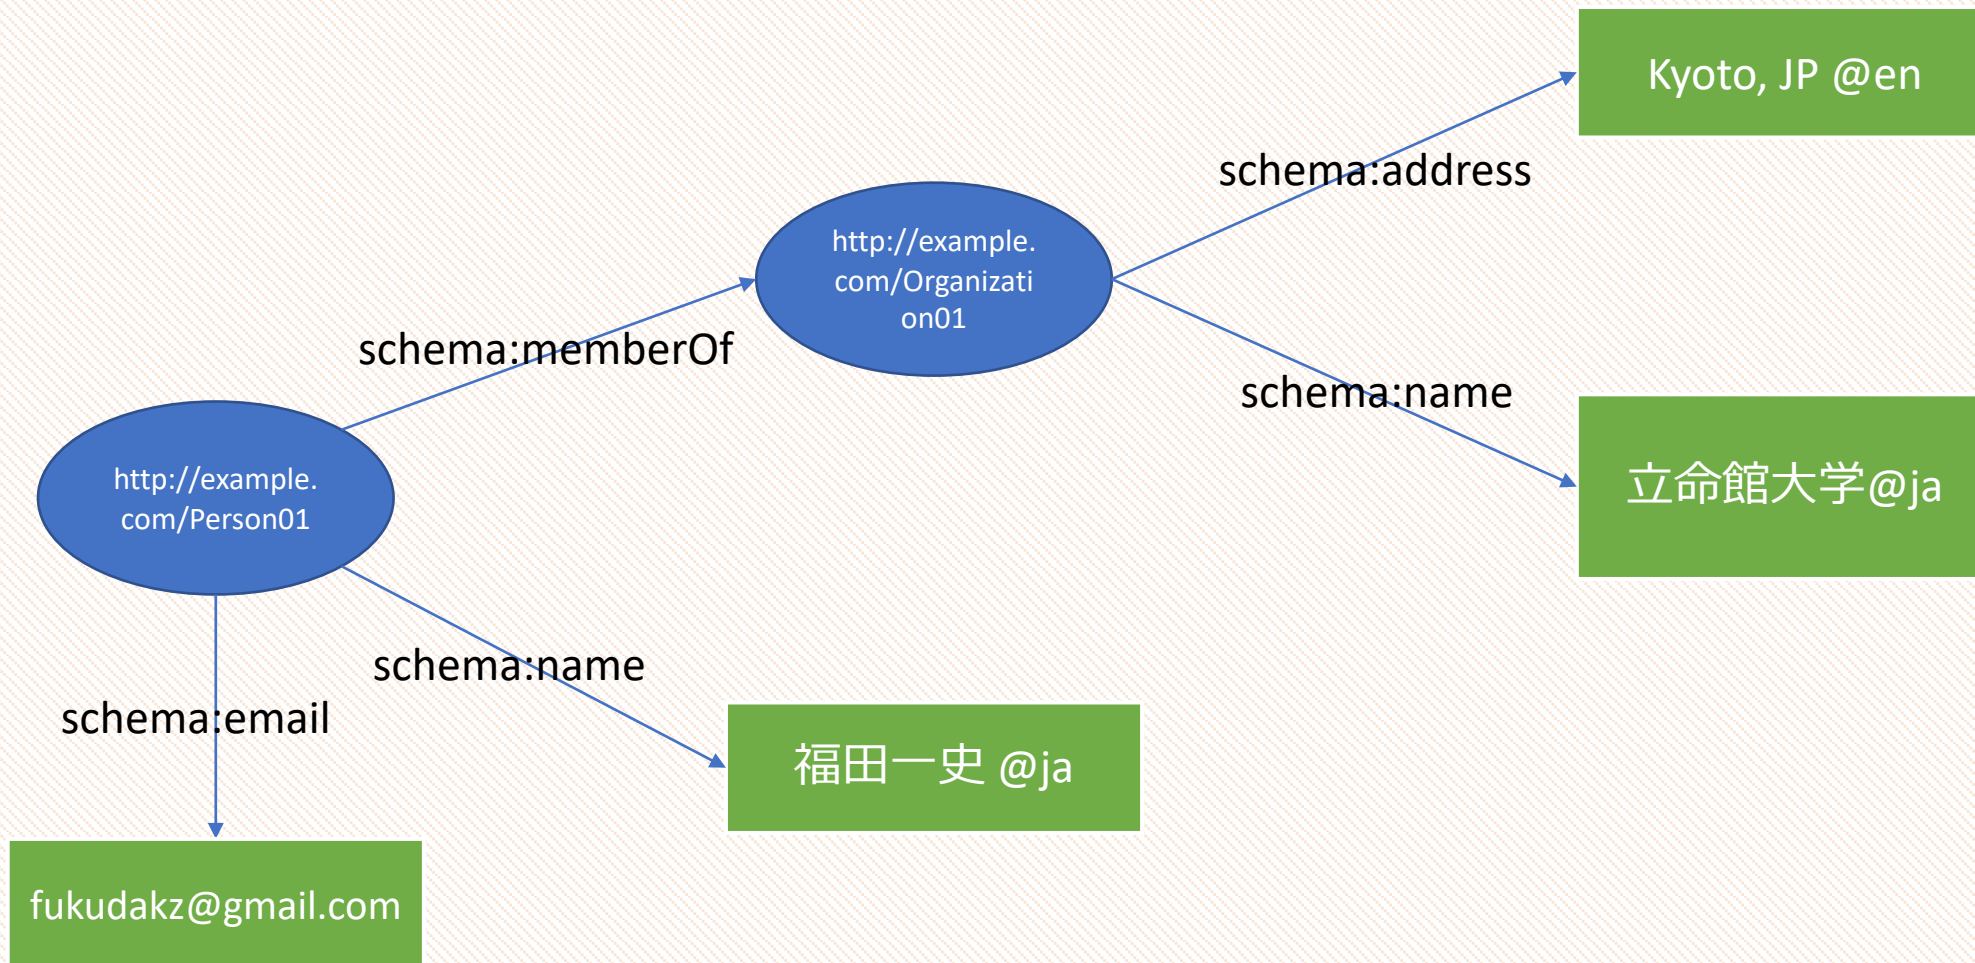 Kyoto, JP @en
schema:address
http://example.
com/Organizati
on01
schema:memberOf
schema:name
立命館大学@ja
http://example.
com/Person01
schema:name
schema:email
福田一史 @ja
fukudakz@gmail.com